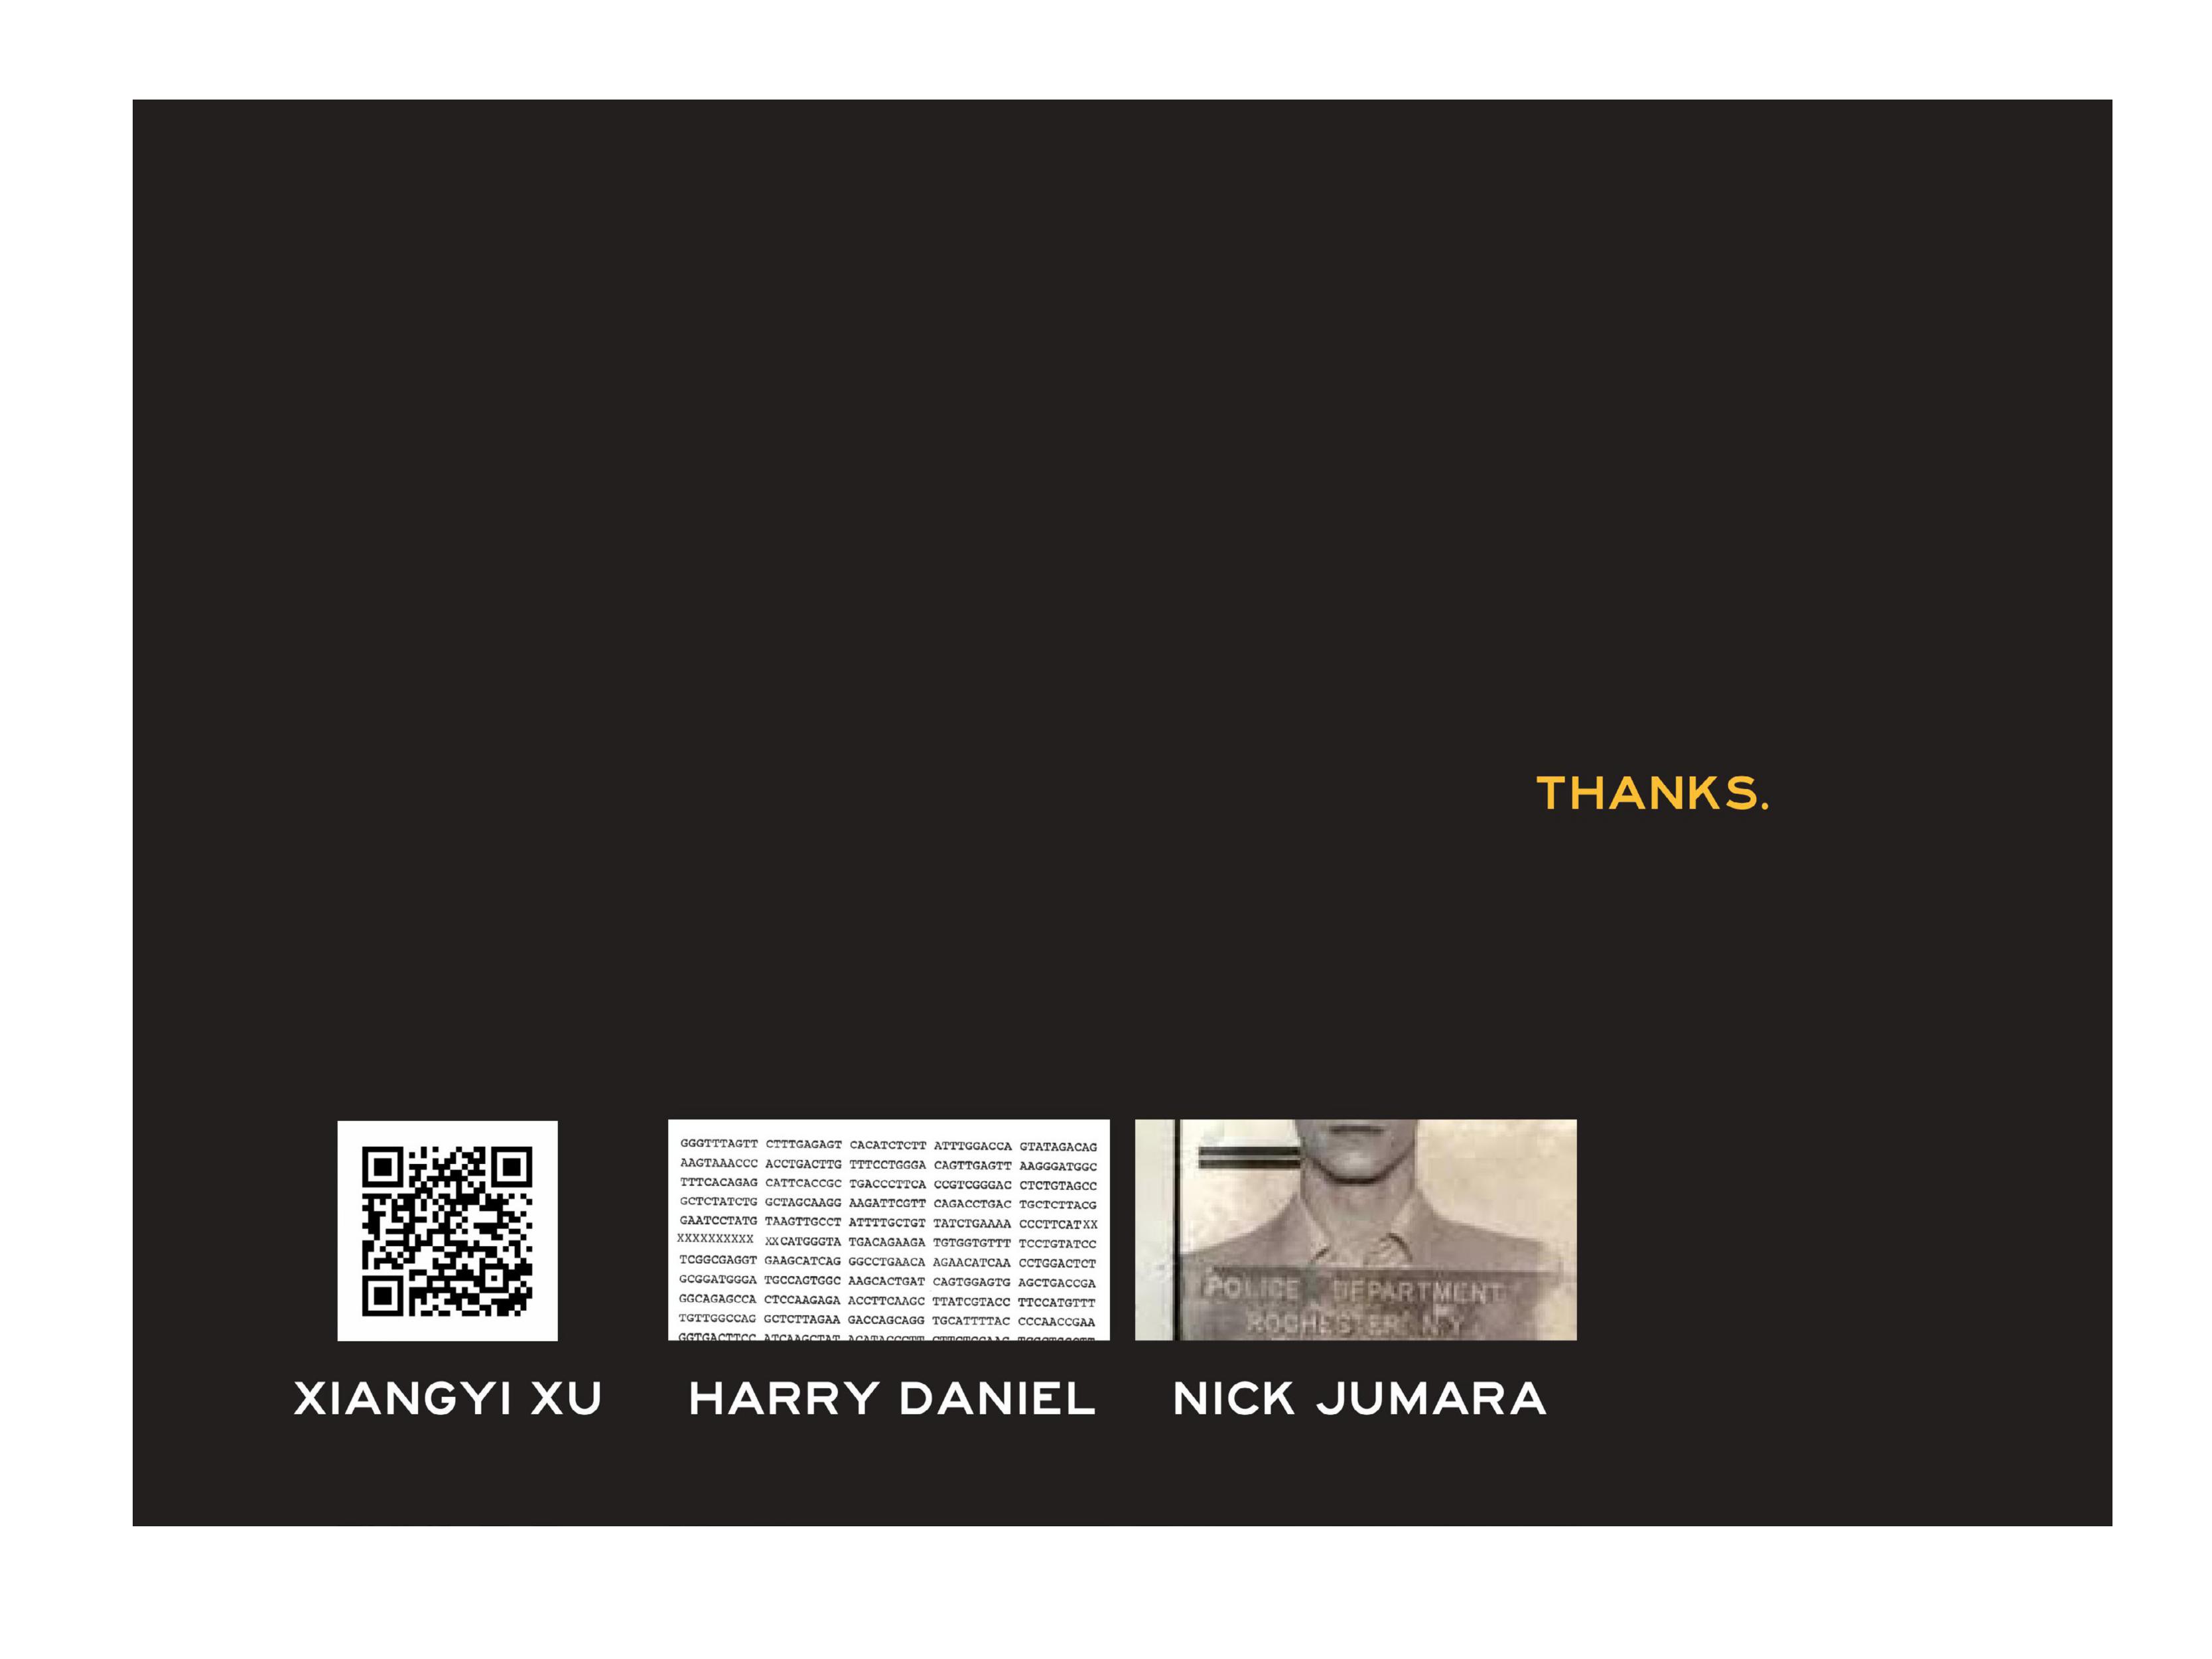 THANKS.
GGGTTTAGTT CTTTGAGAGT CACATCTCTT ATTTGGACCA GTATAGACAG
AAGTAAACCC ACCTGACTTG TTTCCTGGGA CAGTTGAGTT AAGGGATGGC
TTTCACAGAG CATTCACCGC TGACCCTTCA CCGTCGGGAC CTCTGTAGCC
GCTCTATCTG GCTAGCAAGG AAGATTCGTT CAGACCTGAC TGCTCTTACG
GAATCCTATG TAAGTTGCCT ATTTTGCTGT TATCTGAAAA CCCTTCATXX
XXXXXXXXXX XXCATGGGTA TGACAGAAGA TGTGGTGTTT TCCTGTATCC
TCGGCGAGGT GAAGCATCAG GGCCTGAACA AGAACATCAA CCTGGACTCT
GCGGATGGGA TGCCAGTGGC AAGCACTGAT CAGTGGAGTG AGCTGACCGA
GGCAGAGCCA CTCCAAGAGA ACCTTCAAGC TTATCGTACC TTCCATGTTT
TGTTGGCCAG GCTCTTAGAA GACCAGCAGG TGCATTTTAC CCCAACCGAA
GGTGACTTCC ATCAAGCTAT
POLICE DEPARTMENT
ROCHESTER N.Y.
XIANGYI XU
HARRY DANIEL
NICK JUMARA